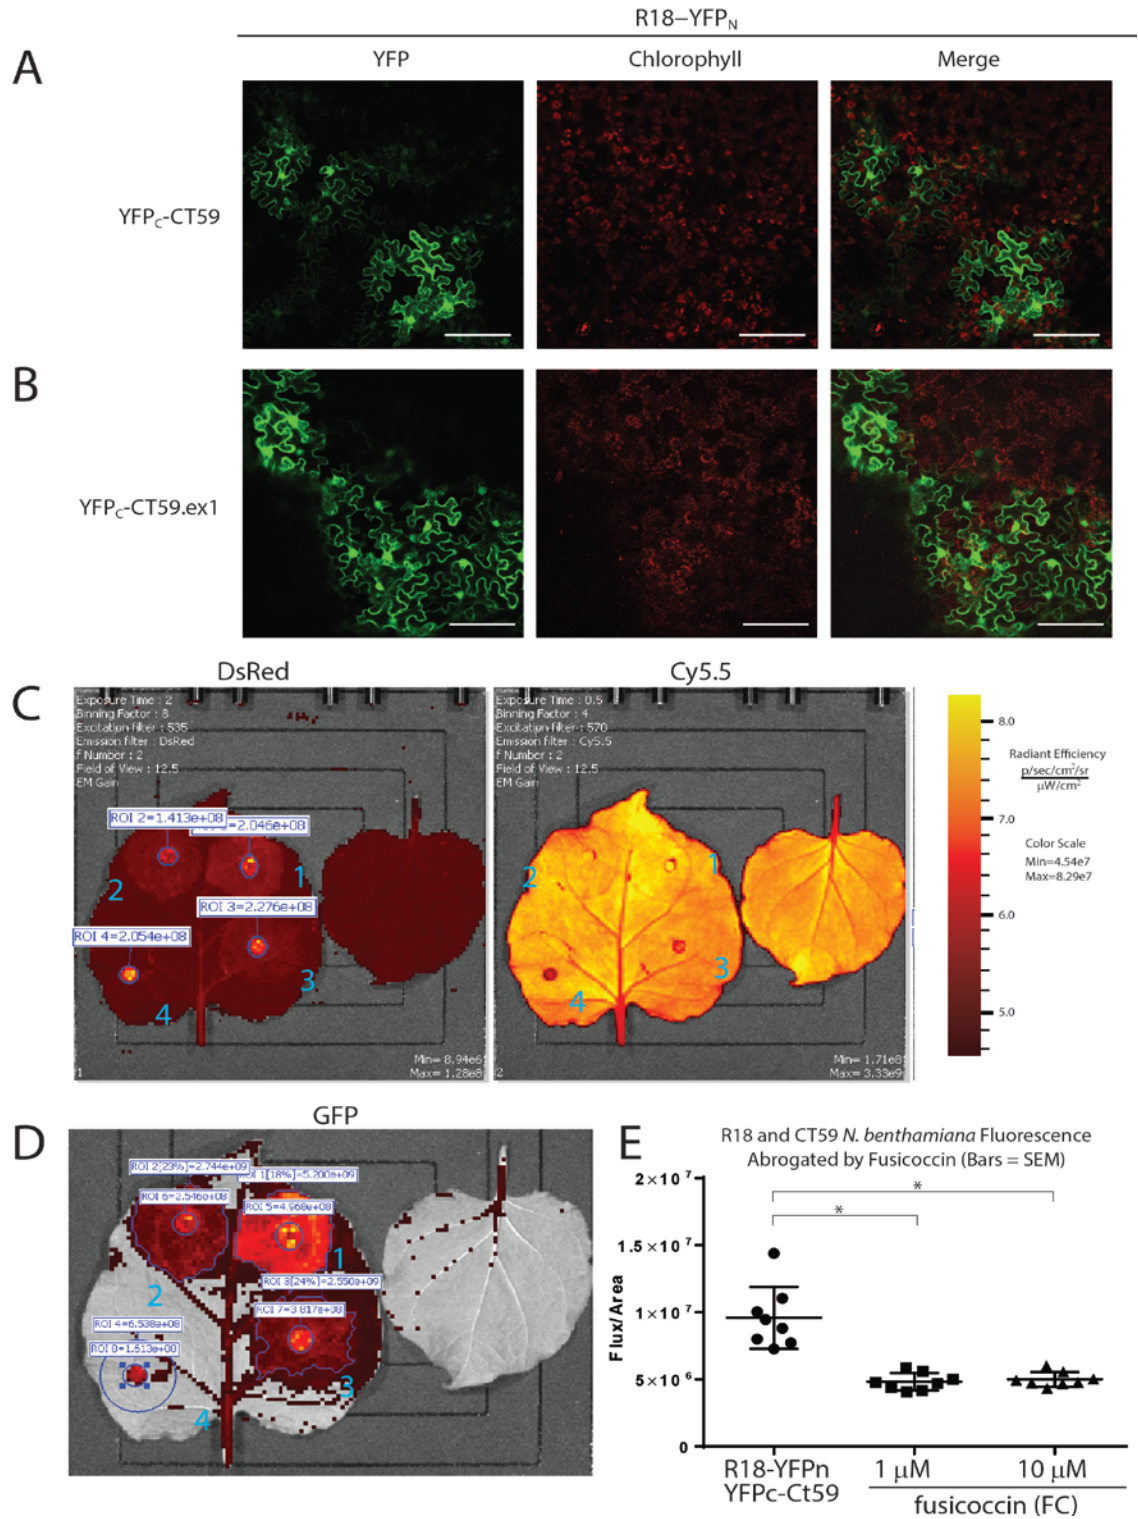 R18–YFPN
A
YFP
Chlorophyll
Merge
YFPC-CT59
B
YFPC-CT59.ex1
C
DsRed
Cy5.5
Exposure Time : 2
Binning Factor : 8
Excitation filter : 535
Emission filter : DsRed
f Number : 2
Field of View : 12.5
EM Gain
ROI 2=1.413e+08
2.046e+08
ROI 3=2.276e+08
ROI 4=2.054e+08
1
2
3
4
1
Min= 8.94e6
Max= 1.28e8
Exposure Time : 0.5
Binning Factor : 4
Excitation filter : 570
Emission filter : Cy5.5
f Number : 2
Field of View : 12.5
EM Gain
1
2
3
4
2
Min= 1.71e8
Max= 3.33e9
8.0
7.0
6.0
5.0
Radiant Efficiency
p/sec/cm²/sr
µW/cm²
Color Scale
Min=4.54e7
Max=8.29e7
D
GFP
ROI 2[23%]=2.744e+09
ROI 1[18%]=5.200e+09
ROI 6=2.546e+08
ROI 5=4.968e+08
ROI 3[24%]=2.550e+09
ROI 7=3.817e+08
ROI 4=6.538e+08
ROI 8=1.513e+08
1
2
3
4
E
R18 and CT59 N. benthamiana Fluorescence
Abrogated by Fusicoccin (Bars = SEM)
Flux/Area
2×10⁷
1.5×10⁷
1×10⁷
5×10⁶
0
*
*
R18-YFPn
YFPc-Ct59
1 µM
10 µM
fusicoccin (FC)